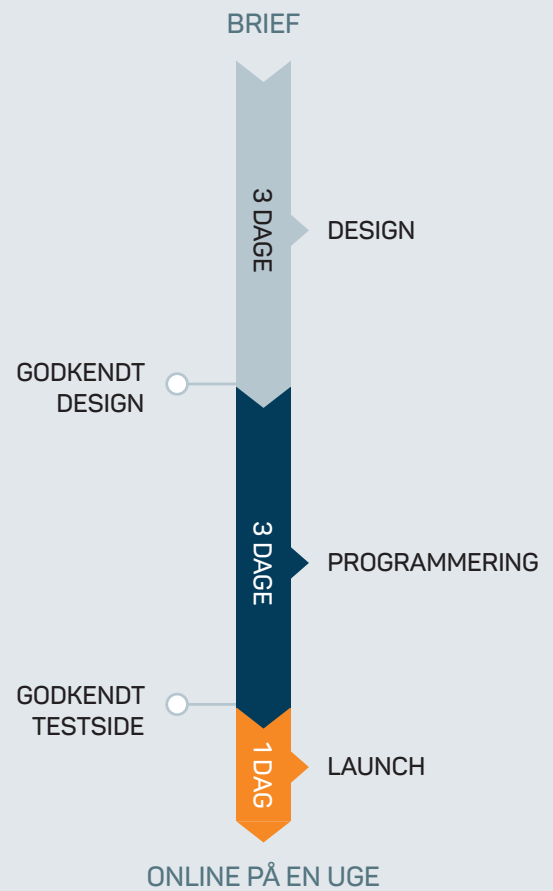 BRIEF
3 DAGE
DESIGN
GODKENDT
DESIGN
3 DAGE
PROGRAMMERING
GODKENDT
TESTSIDE
1 DAG
LAUNCH
ONLINE PÅ EN UGE